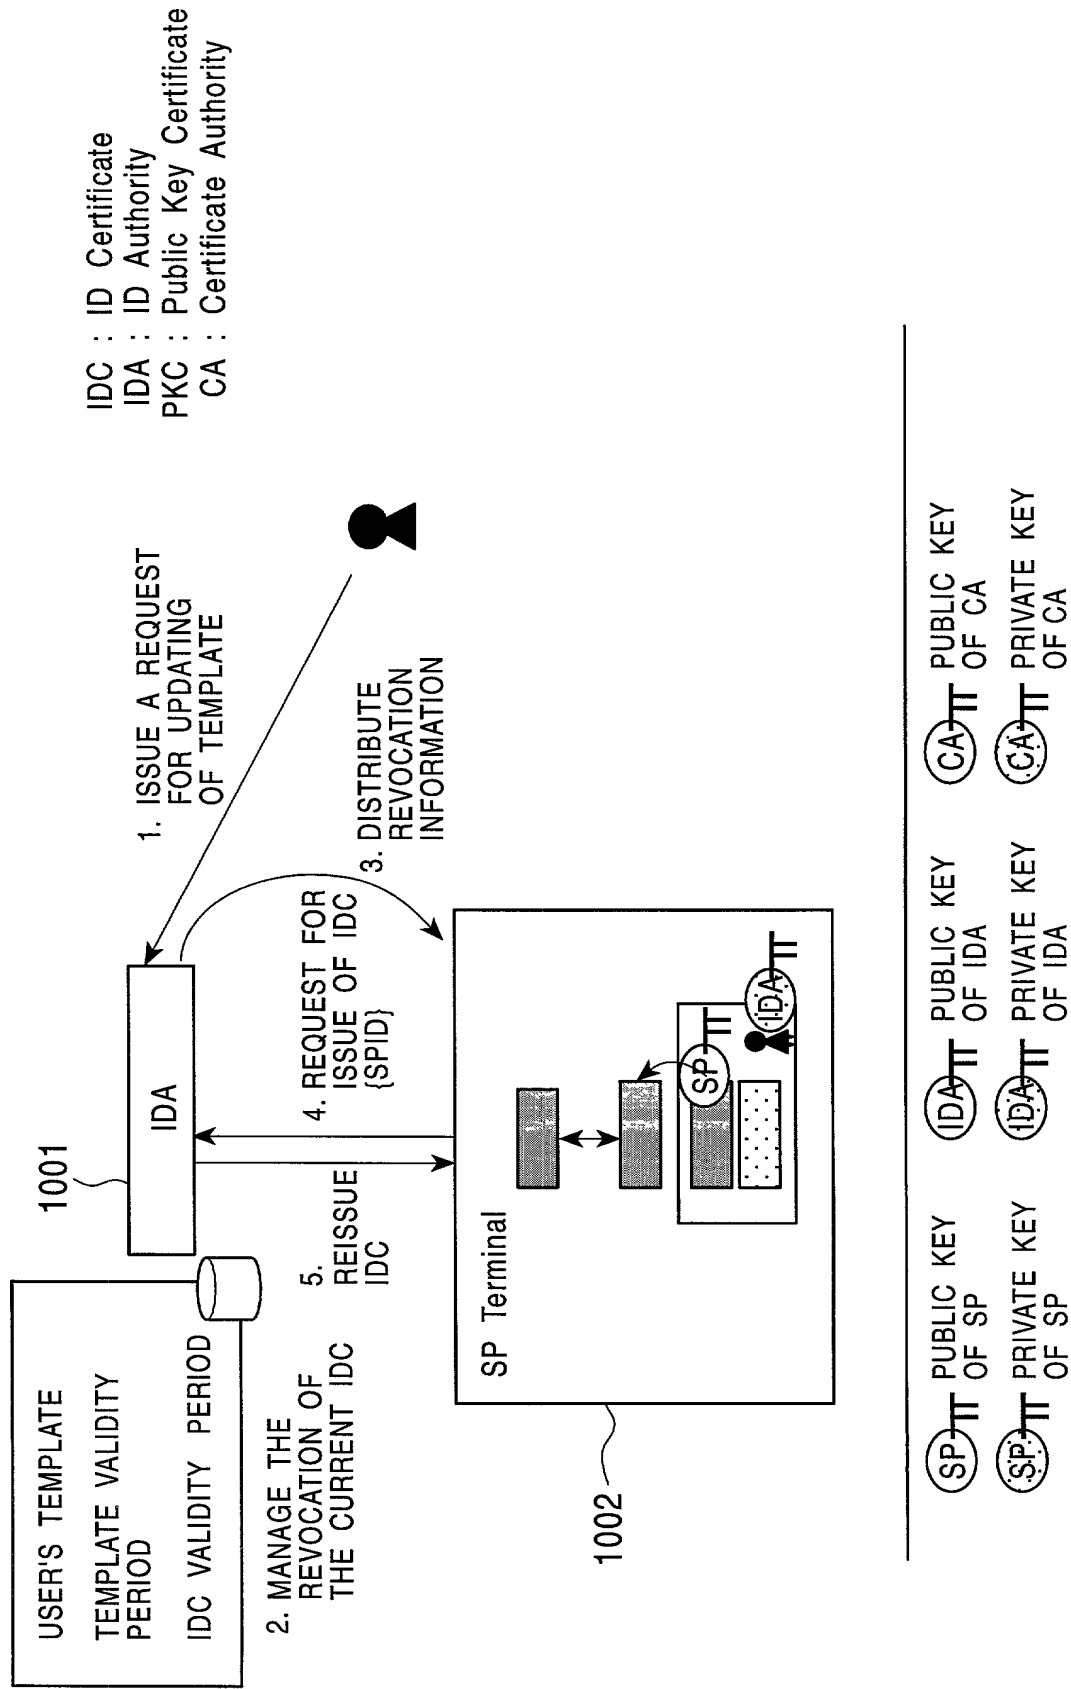 IDC : ID Certificate
IDA : ID Authority
PKC : Public Key Certificate
CA : Certificate Authority
USER'S TEMPLATE
TEMPLATE VALIDITY
PERIOD
IDC VALIDITY PERIOD
1001
IDA
1. ISSUE A REQUEST
FOR UPDATING
OF TEMPLATE
2. MANAGE THE
REVOCATION OF
THE CURRENT IDC
5.
REISSUE
IDC
4. REQUEST FOR
ISSUE OF IDC
{SPID}
3. DISTRIBUTE
REVOCATION
INFORMATION
1002
SP Terminal
SP
IDA
SP PUBLIC KEY
OF SP
IDA PUBLIC KEY
OF IDA
CA PUBLIC KEY
OF CA
SP PRIVATE KEY
OF SP
IDA PRIVATE KEY
OF IDA
CA PRIVATE KEY
OF CA